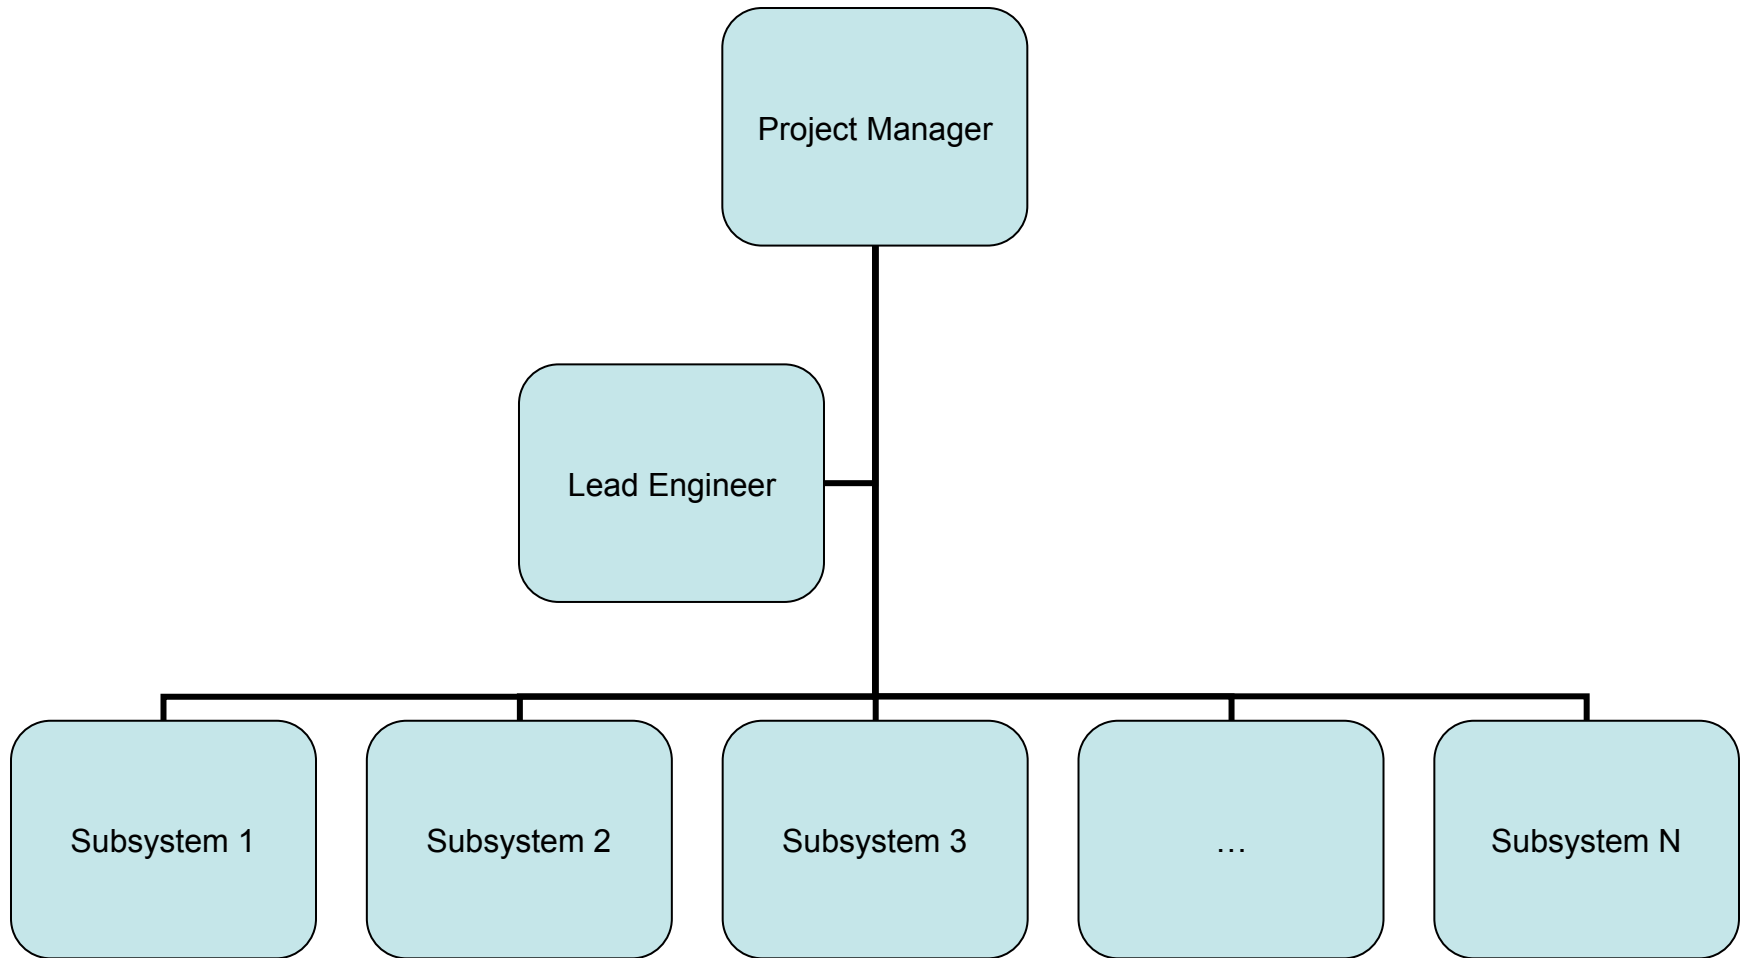 Project Manager
Lead Engineer
Subsystem 1
Subsystem 2
Subsystem 3
…
Subsystem N